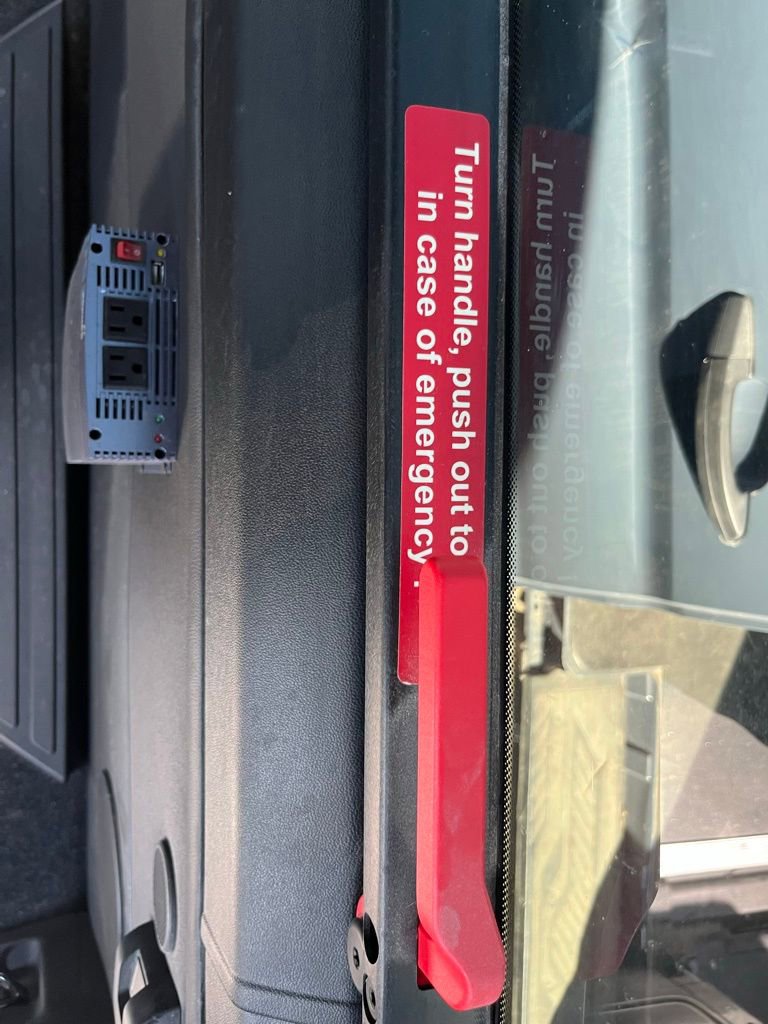 Turn handle, push out to
in case of emergency